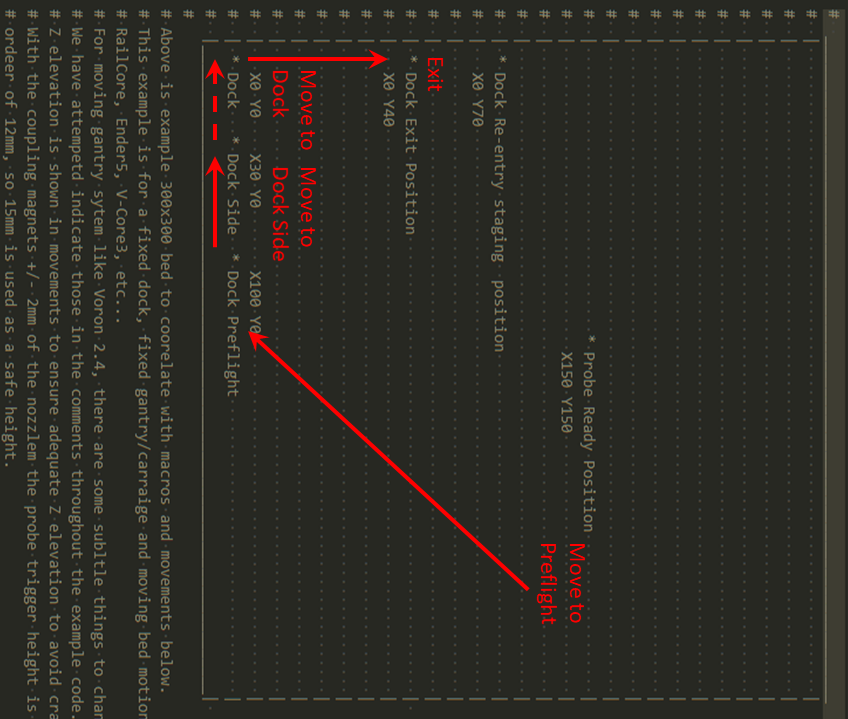 # * Probe Ready Position
Move to
# X150 Y150
Preflight
# * Dock Re-entry staging position
# X0 Y70
Exit
# * Dock Exit Position
# X0 Y40
Move to Move to
Dock Dock Side
# X0 Y0 X30 Y0 X100 Y0
# * Dock * Dock Side * Dock Preflight
# Above is example 300x300 bed to coorelate with macros and movements below.
# This example is for a fixed dock, fixed gantry/carraige and moving bed motion
# RailCore, Ender5, V-Core3, etc...
# For moving gantry sytem like Voron 2.4, there are some subltle things to
# We have attempetd indicate those in the comments throughout the example code.
# Z elevation is shown in movements to ensure adequate Z elevation to avoid
# With the coupling magnets +/- 2mm of the nozzlem the probe trigger height is
# ordeer of 12mm, so 15mm is used as a safe height.